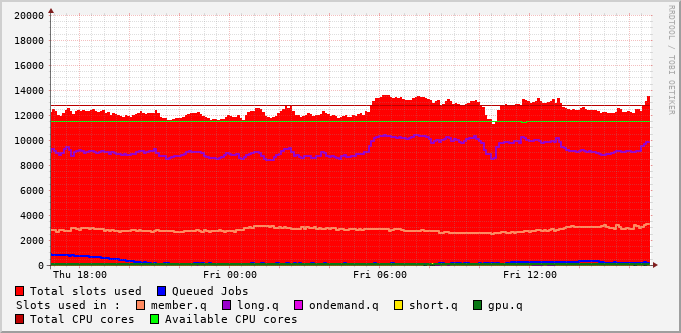 20000
18000
16000
14000
12000
10000
8000
6000
4000
2000
0
Thu 18:00 Fri 00:00 Fri 06:00 Fri 12:00
RRDTOOL / TOBI OETIKER
Total slots used Queued Jobs
Slots used in : member.q long.q ondemand.q short.q gpu.q
Total CPU cores Available CPU cores